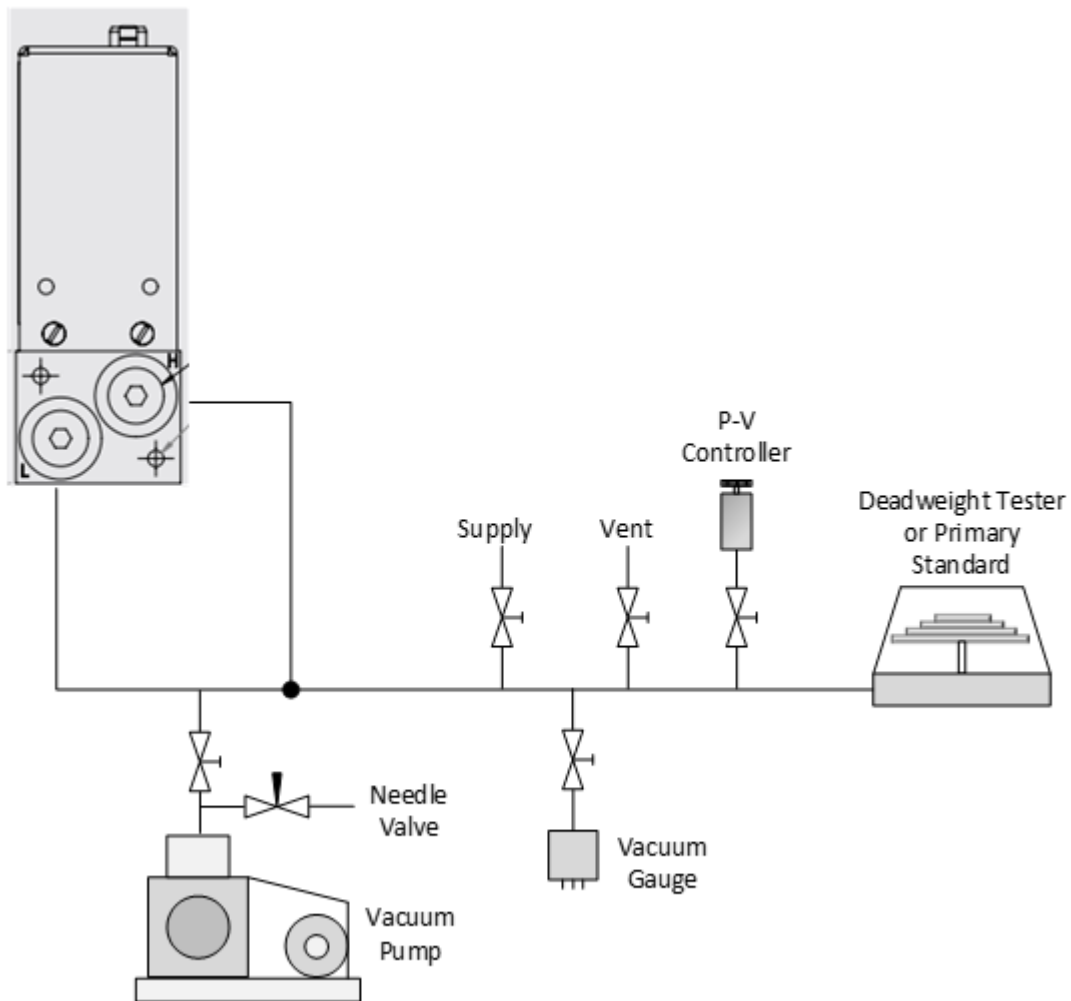 H
L
P-V
Controller
Supply
Vent
Deadweight Tester
or Primary
Standard
Needle
Valve
Vacuum
Gauge
Vacuum
Pump